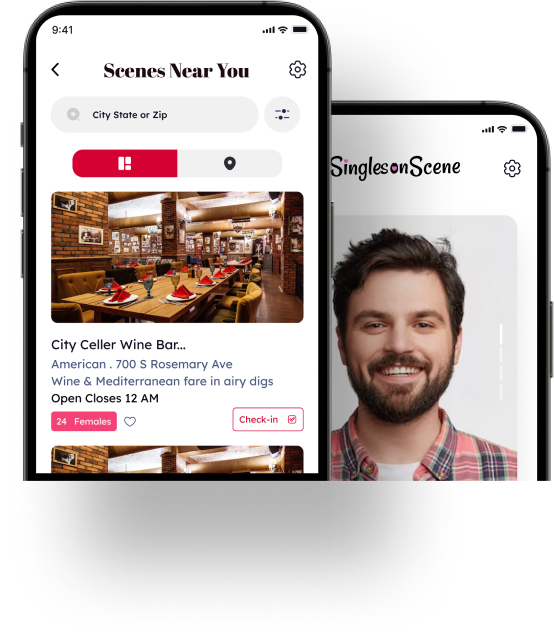 9:41
Scenes Near You
City State or Zip
City Celler Wine Bar...
American . 700 S Rosemary Ave
Wine & Mediterranean fare in airy digs
Open Closes 12 AM
24 Females
Check-in
SinglesonScene